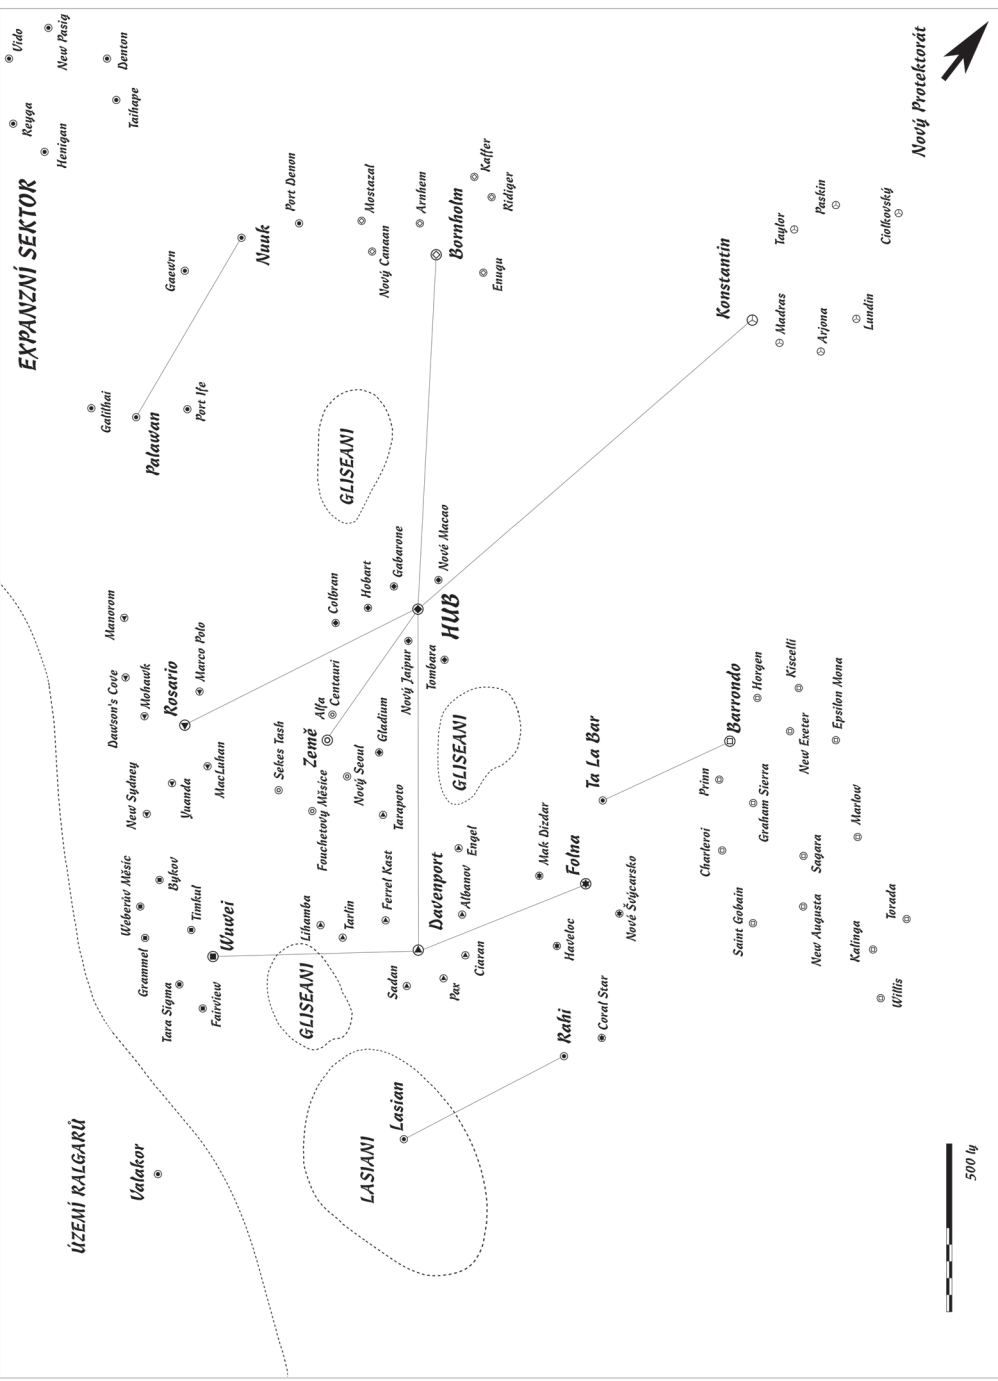 Vido
New Pasig
Denton
Reyga
Henigan
Taihape
EXPANZNÍ SEKTOR
Nový Protektorát
Port Denon
Nuuk
Gaewrn
Mostazal
Nový Canaan
Arnhem
Bornholm
Kaffer
Ridiger
Enugu
Taylor
Paskin
Ciolkovský
Konstantin
Madras
Arjona
Lundin
Galilhai
Palawan
Port Ife
GLISEANI
Manorom
Dawson's Cove
Mohawk
Rosario
Marco Polo
New Sydney
Yuanda
MacLuhan
Colbran
Hobart
Gabarone
Nové Macao
HUB
Nový Jaipur
Tombara
Alfa
Centauri
Země
Sekes Tash
Gladium
Nový Seoul
Fouchetovy Měsíce
Tarapoto
GLISEANI
Weberův Měsíc
Bykov
Timkul
Grammel
Wuwei
Tara Sigma
Fairview
Lihamba
Tarlin
Ferrel Kast
Davenport
Engel
Albanov
Sadan
Pax
Ciaran
GLISEANI
Mak Dizdar
Folna
Ta La Bar
Haveloc
Nové Švýcarsko
Rahi
Coral Star
Barrondo
Horgen
Kiscelli
New Exeter
Epsilon Mona
Prinn
Graham Sierra
Charleroi
Marlow
Sagara
Saint Gobain
New Augusta
Kalinga
Torada
Willis
Lasian
LASIANI
ÚZEMÍ RALGARŮ
Valakor
500 ly